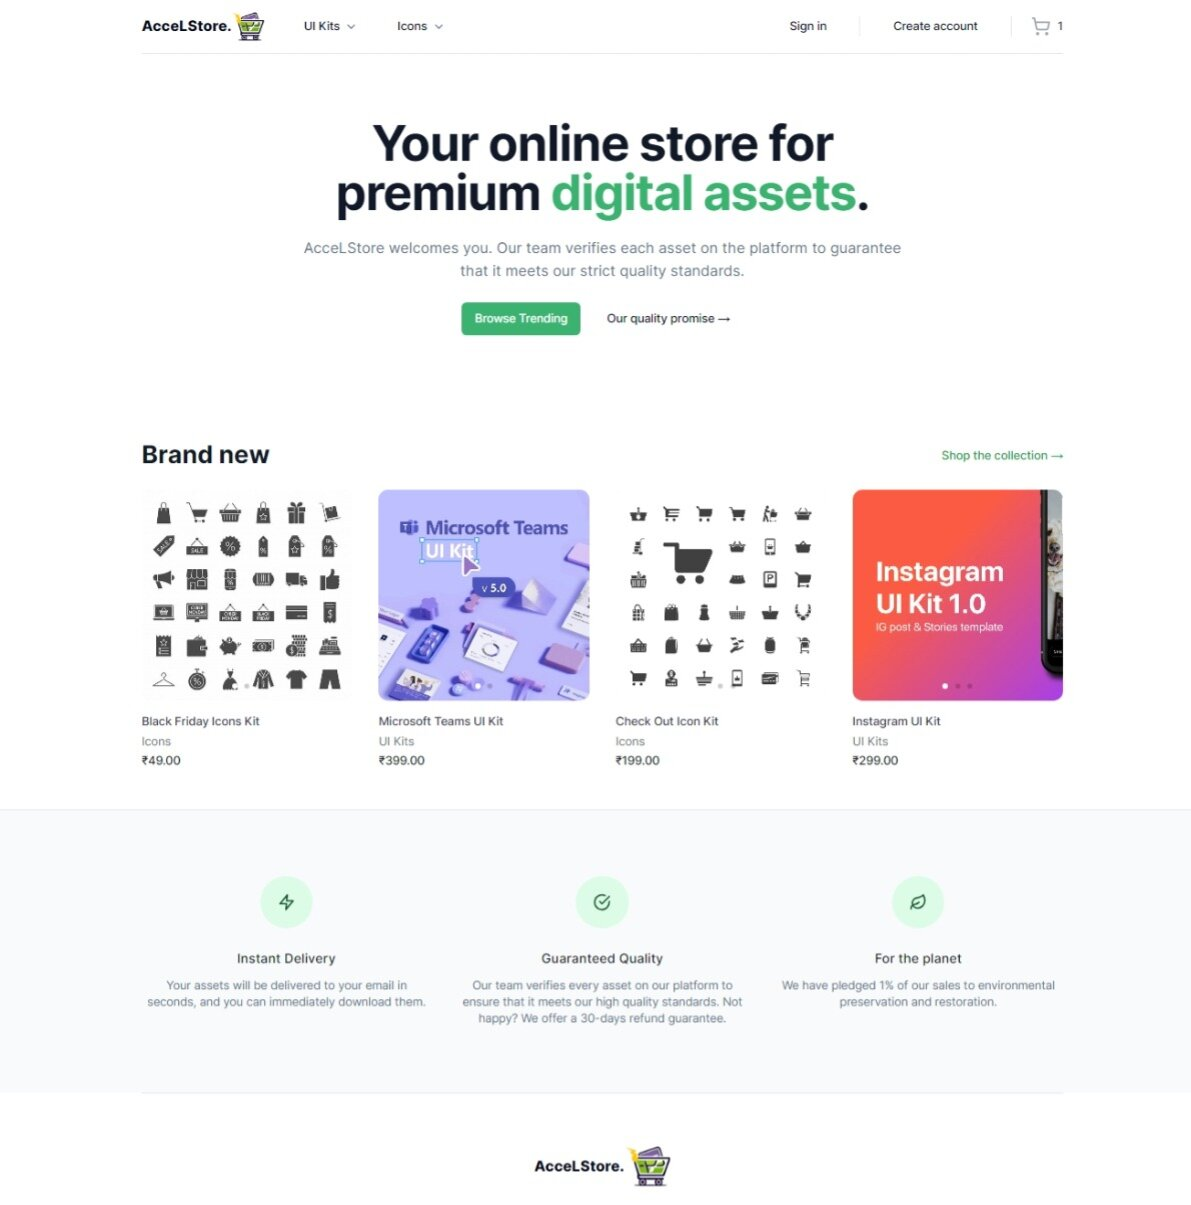 AcceLStore.
UI Kits
Icons
Sign in
Create account
1
Your online store for
premium digital assets.
AcceLStore welcomes you. Our team verifies each asset on the platform to guarantee
that it meets our strict quality standards.
Browse Trending
Our quality promise →
Brand new
Shop the collection →
Microsoft Teams
UI Kit
v 5.0
Instagram
UI Kit 1.0
IG post & Stories template
Black Friday Icons Kit
Icons
₹49.00
Microsoft Teams UI Kit
UI Kits
₹399.00
Check Out Icon Kit
Icons
₹199.00
Instagram UI Kit
UI Kits
₹299.00
Instant Delivery
Your assets will be delivered to your email in
seconds, and you can immediately download them.
Guaranteed Quality
Our team verifies every asset on our platform to
ensure that it meets our high quality standards. Not
happy? We offer a 30-days refund guarantee.
For the planet
We have pledged 1% of our sales to environmental
preservation and restoration.
AcceLStore.